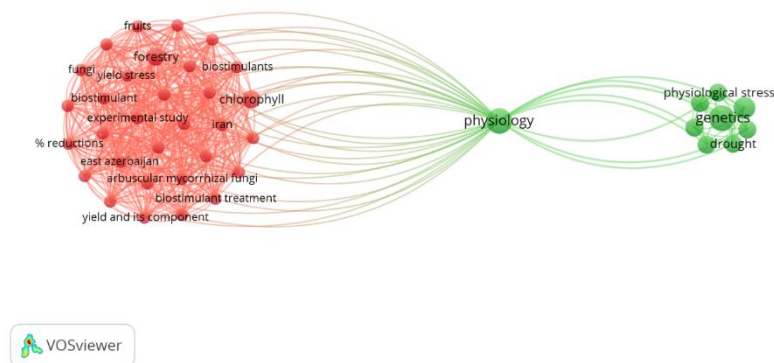 fruits
forestry
fungi
biostimulants
yield stress
biostimulant
chlorophyll
experimental study
iran
% reductions
east azerbaijan
arbuscular mycorrhizal fungi
biostimulant treatment
yield and its component
physiology
physiological stress
genetics
drought
VOSviewer